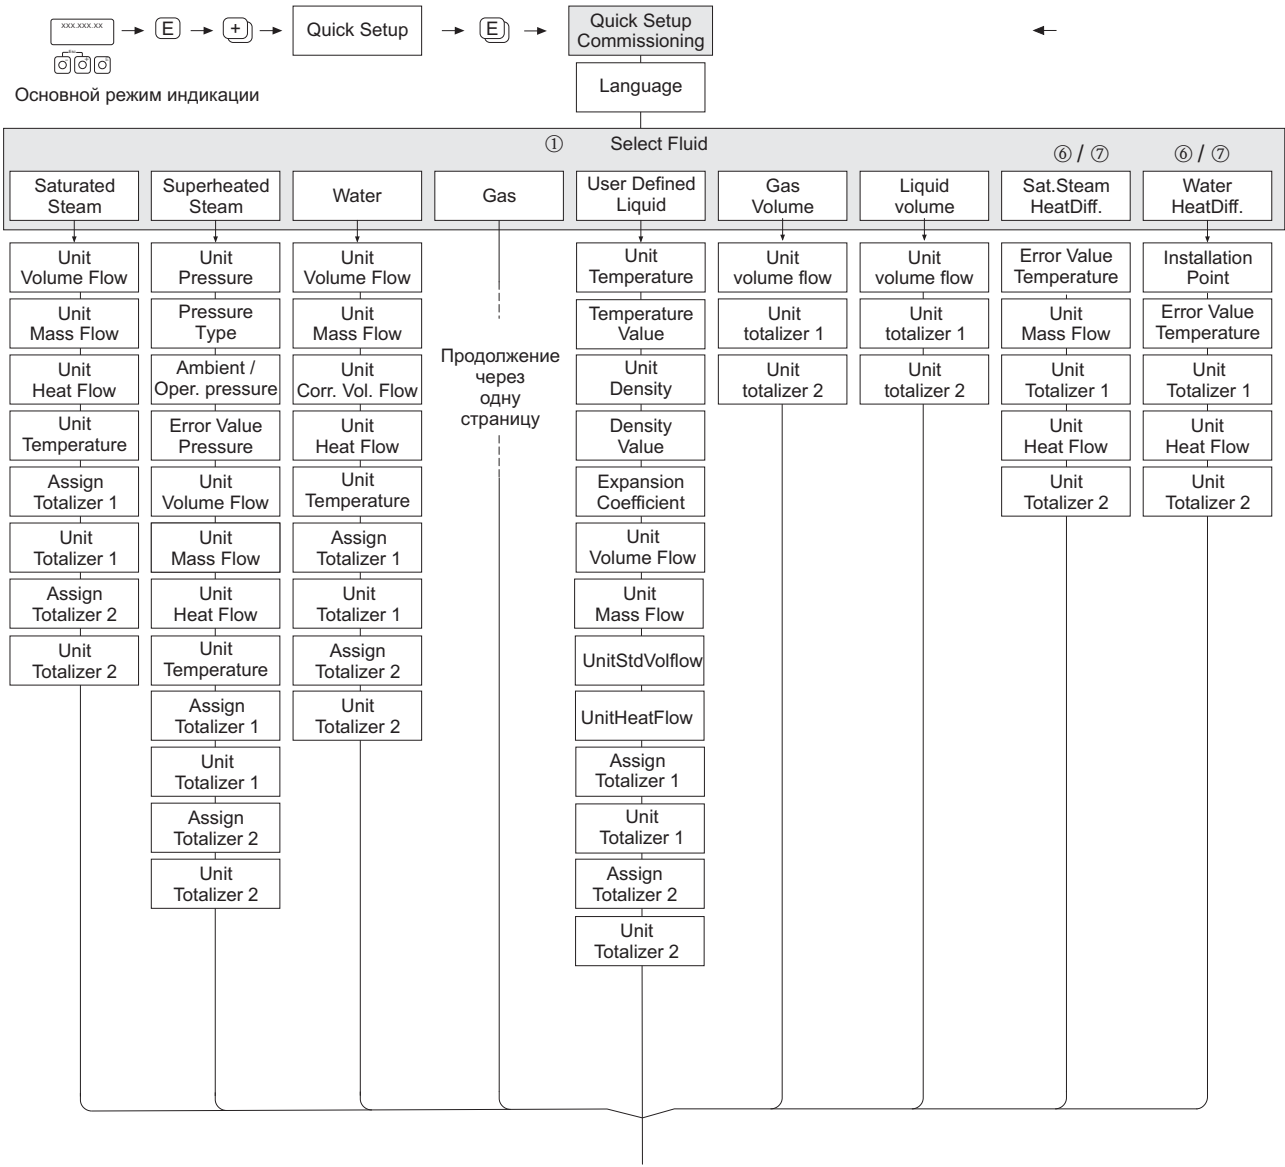 xxx.xxx.xx
Esc
E
+
Quick Setup
E
Quick Setup
Commissioning
Основной режим индикации
Language
① Select Fluid
⑥ / ⑦
⑥ / ⑦
Saturated
Steam
Superheated
Steam
Water
Gas
User Defined
Liquid
Gas
Volume
Liquid
volume
Sat.Steam
HeatDiff.
Water
HeatDiff.
Unit
Volume Flow
Unit
Mass Flow
Unit
Heat Flow
Unit
Temperature
Assign
Totalizer 1
Unit
Totalizer 1
Assign
Totalizer 2
Unit
Totalizer 2
Unit
Pressure
Pressure
Type
Ambient /
Oper. pressure
Error Value
Pressure
Unit
Volume Flow
Unit
Mass Flow
Unit
Heat Flow
Unit
Temperature
Assign
Totalizer 1
Unit
Totalizer 1
Assign
Totalizer 2
Unit
Totalizer 2
Unit
Volume Flow
Unit
Mass Flow
Unit
Corr. Vol. Flow
Unit
Heat Flow
Unit
Temperature
Assign
Totalizer 1
Unit
Totalizer 1
Assign
Totalizer 2
Unit
Totalizer 2
Продолжение
через
одну
страницу
Unit
Temperature
Temperature
Value
Unit
Density
Density
Value
Expansion
Coefficient
Unit
Volume Flow
Unit
Mass Flow
UnitStdVolflow
UnitHeatFlow
Assign
Totalizer 1
Unit
Totalizer 1
Assign
Totalizer 2
Unit
Totalizer 2
Unit
volume flow
Unit
totalizer 1
Unit
totalizer 2
Unit
volume flow
Unit
totalizer 1
Unit
totalizer 2
Error Value
Temperature
Unit
Mass Flow
Unit
Totalizer 1
Unit
Heat Flow
Unit
Totalizer 2
Installation
Point
Error Value
Temperature
Unit
Totalizer 1
Unit
Heat Flow
Unit
Totalizer 2